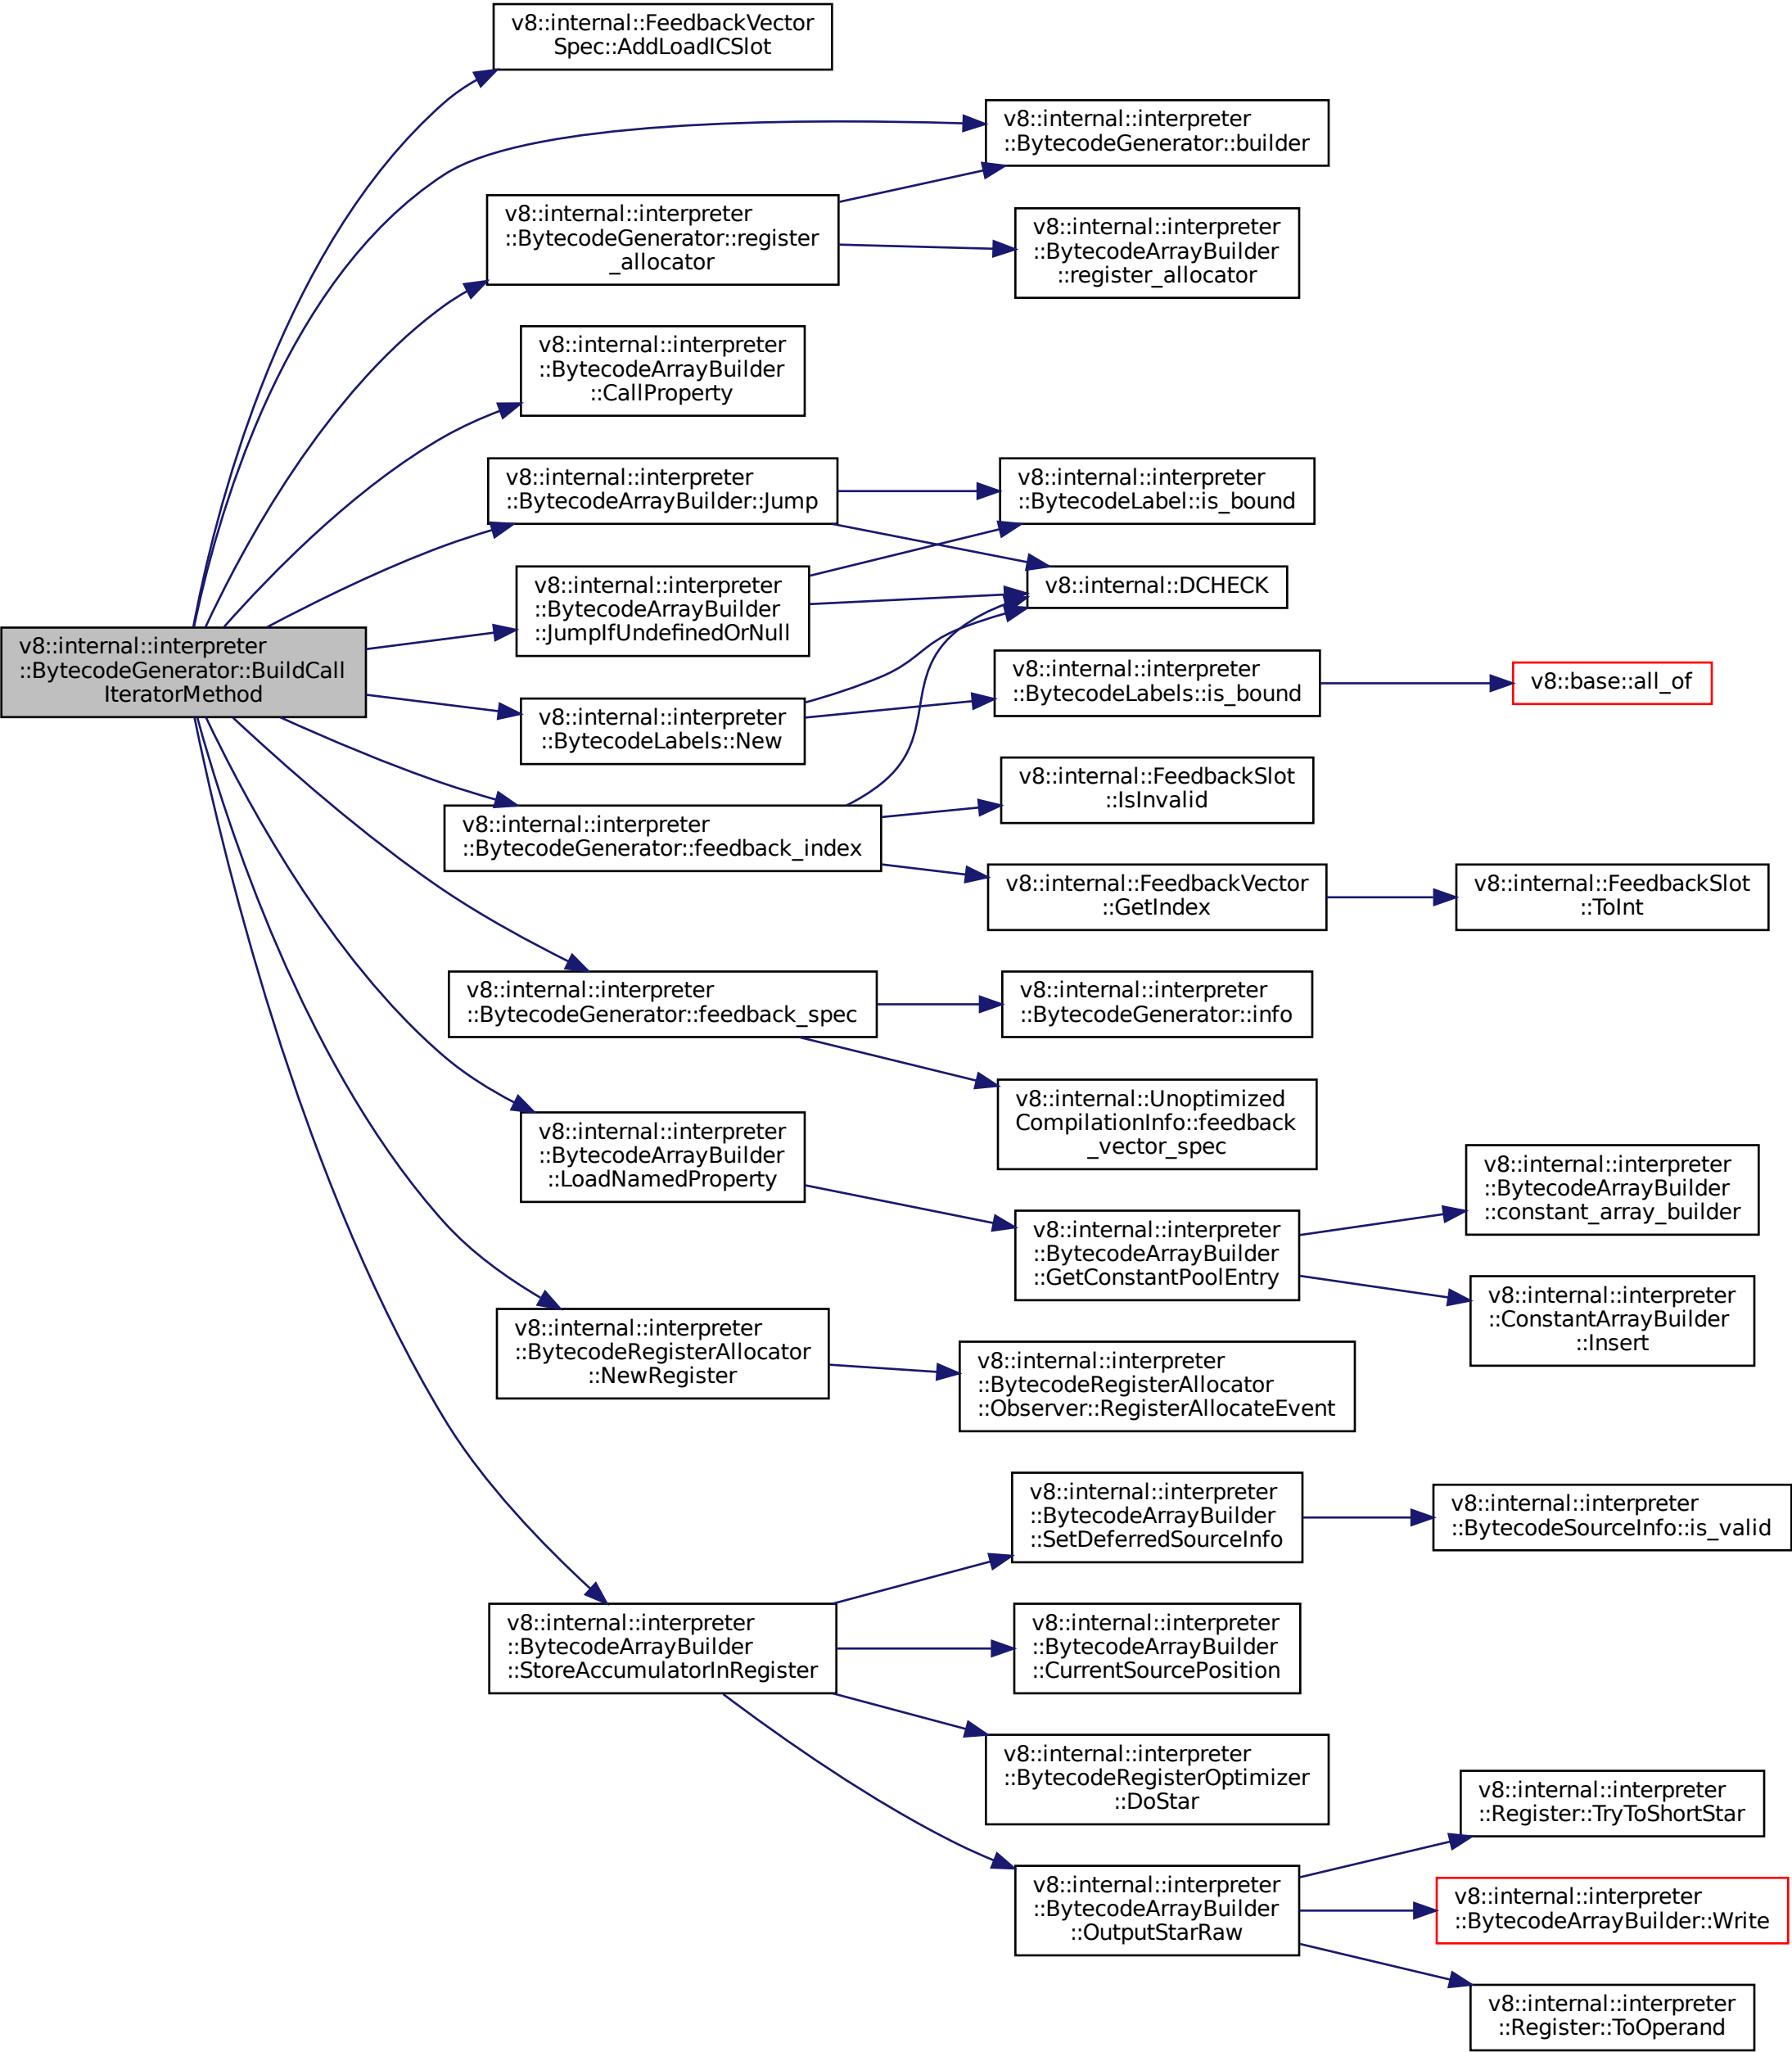 v8::internal::FeedbackVector
Spec::AddLoadICSlot
v8::internal::interpreter
::BytecodeGenerator::builder
v8::internal::interpreter
::BytecodeGenerator::register
_allocator
v8::internal::interpreter
::BytecodeArrayBuilder
::register_allocator
v8::internal::interpreter
::BytecodeArrayBuilder
::CallProperty
v8::internal::interpreter
::BytecodeArrayBuilder::Jump
v8::internal::interpreter
::BytecodeLabel::is_bound
v8::internal::interpreter
::BytecodeArrayBuilder
::JumpIfUndefinedOrNull
v8::internal::DCHECK
v8::internal::interpreter
::BytecodeGenerator::BuildCall
IteratorMethod
v8::internal::interpreter
::BytecodeLabels::New
v8::internal::interpreter
::BytecodeLabels::is_bound
v8::base::all_of
v8::internal::FeedbackSlot
::IsInvalid
v8::internal::interpreter
::BytecodeGenerator::feedback_index
v8::internal::FeedbackVector
::GetIndex
v8::internal::FeedbackSlot
::ToInt
v8::internal::interpreter
::BytecodeGenerator::feedback_spec
v8::internal::interpreter
::BytecodeGenerator::info
v8::internal::Unoptimized
CompilationInfo::feedback
_vector_spec
v8::internal::interpreter
::BytecodeArrayBuilder
::LoadNamedProperty
v8::internal::interpreter
::BytecodeArrayBuilder
::constant_array_builder
v8::internal::interpreter
::BytecodeArrayBuilder
::GetConstantPoolEntry
v8::internal::interpreter
::ConstantArrayBuilder
::Insert
v8::internal::interpreter
::BytecodeRegisterAllocator
::NewRegister
v8::internal::interpreter
::BytecodeRegisterAllocator
::Observer::RegisterAllocateEvent
v8::internal::interpreter
::BytecodeArrayBuilder
::SetDeferredSourceInfo
v8::internal::interpreter
::BytecodeSourceInfo::is_valid
v8::internal::interpreter
::BytecodeArrayBuilder
::StoreAccumulatorInRegister
v8::internal::interpreter
::BytecodeArrayBuilder
::CurrentSourcePosition
v8::internal::interpreter
::BytecodeRegisterOptimizer
::DoStar
v8::internal::interpreter
::Register::TryToShortStar
v8::internal::interpreter
::BytecodeArrayBuilder
::OutputStarRaw
v8::internal::interpreter
::BytecodeArrayBuilder::Write
v8::internal::interpreter
::Register::ToOperand